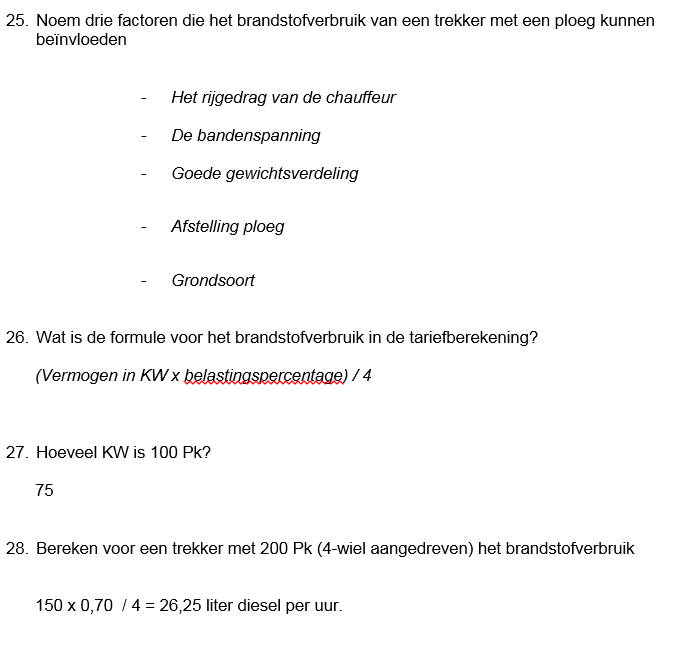 25. Noem drie factoren die het brandstofverbruik van een trekker met een ploeg kunnen
beïnvloeden
- Het rijgedrag van de chauffeur
- De bandenspanning
- Goede gewichtsverdeling
- Afstelling ploeg
- Grondsoort
26. Wat is de formule voor het brandstofverbruik in de tariefberekening?
(Vermogen in KW x belastingspercentage) / 4
27. Hoeveel KW is 100 Pk?
75
28. Bereken voor een trekker met 200 Pk (4-wiel aangedreven) het brandstofverbruik
150 x 0,70 / 4 = 26,25 liter diesel per uur.